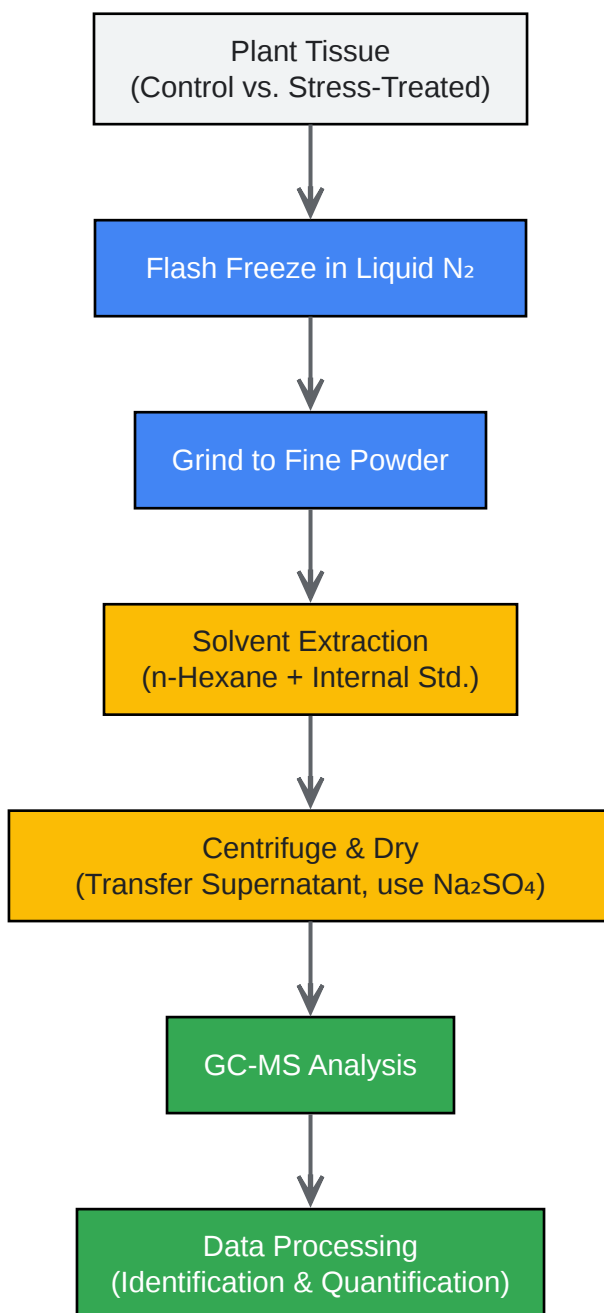 Plant Tissue
(Control vs. Stress-Treated)
Flash Freeze in Liquid N₂
Grind to Fine Powder
Solvent Extraction
(n-Hexane + Internal Std.)
Centrifuge & Dry
(Transfer Supernatant, use Na₂SO₄)
GC-MS Analysis
Data Processing
(Identification & Quantification)